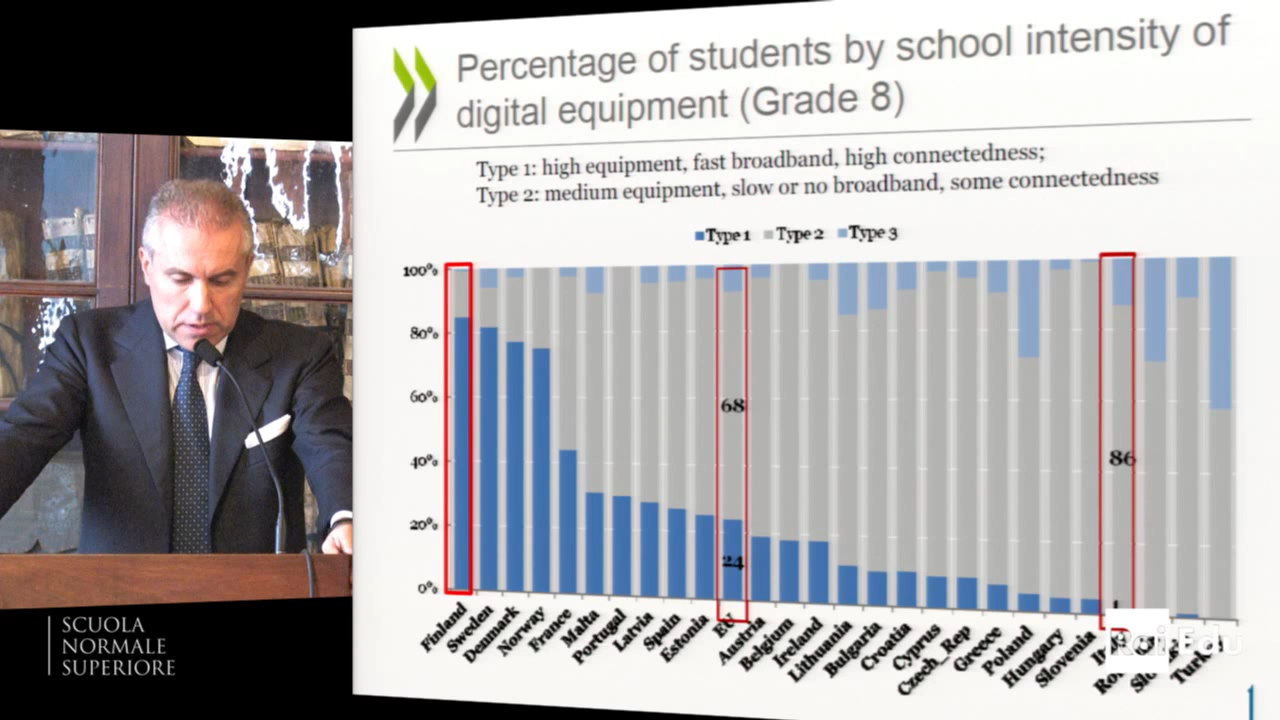 Percentage of students by school intensity of
digital equipment (Grade 8)
Type 1: high equipment, fast broadband, high connectedness;
Type 2: medium equipment, slow or no broadband, some connectedness
Type 1 Type 2 Type 3
100%
80%
60%
40%
20%
0%
68
24
86
1
Finland
Sweden
Denmark
Norway
France
Malta
Portugal
Latvia
Spain
Estonia
EU
Austria
Belgium
Ireland
Lithuania
Bulgaria
Croatia
Cyprus
Czech_Rep
Greece
Poland
Hungary
Slovenia
Rai Edu
SCUOLA
NORMALE
SUPERIORE